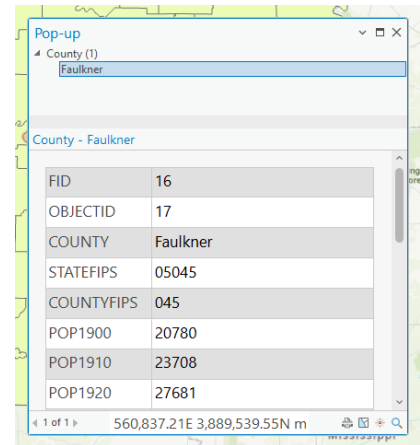 Pop-up
County (1)
Faulkner
County - Faulkner
FID 16
OBJECTID 17
COUNTY Faulkner
STATEFIPS 05045
COUNTYFIPS 045
POP1900 20780
POP1910 23708
POP1920 27681
1 of 1
560,837.21E 3,889,539.55N m